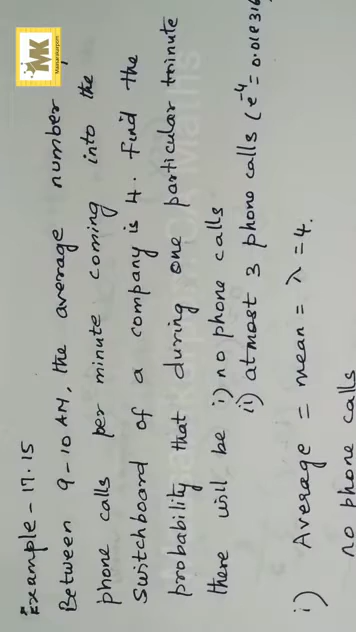 Example - 17.15
Between 9-10 AM, the average number
phone calls per minute coming into the
Switchboard of a company is 4. Find the
probability that during one particular minute
there will be i) no phone calls
ii) atmost 3 phone calls (e⁻⁴ = 0.018316
i) Average = mean = λ = 4.
no phone calls
MK